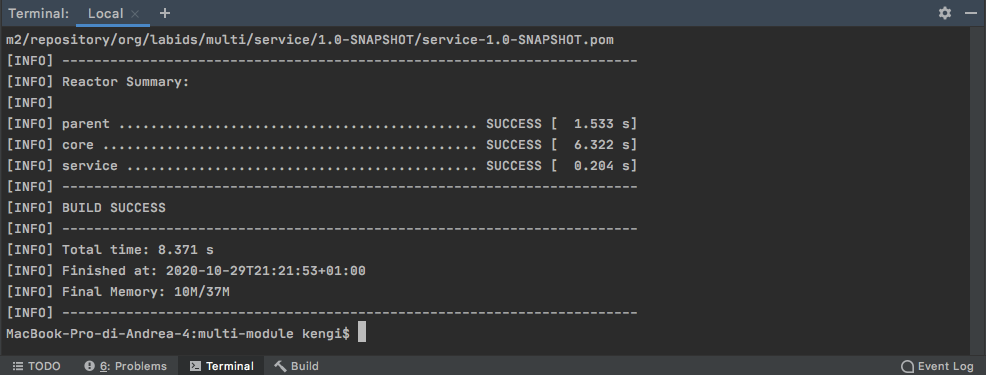 Terminal: Local × +
m2/repository/org/labids/multi/service/1.0-SNAPSHOT/service-1.0-SNAPSHOT.pom
[INFO] ------------------------------------------------------------------------
[INFO] Reactor Summary:
[INFO]
[INFO] parent ............................................. SUCCESS [  1.533 s]
[INFO] core ............................................... SUCCESS [  6.322 s]
[INFO] service ............................................ SUCCESS [  0.204 s]
[INFO] ------------------------------------------------------------------------
[INFO] BUILD SUCCESS
[INFO] ------------------------------------------------------------------------
[INFO] Total time: 8.371 s
[INFO] Finished at: 2020-10-29T21:21:53+01:00
[INFO] Final Memory: 10M/37M
[INFO] ------------------------------------------------------------------------
MacBook-Pro-di-Andrea-4:multi-module kengi$
TODO 6: Problems Terminal Build Event Log